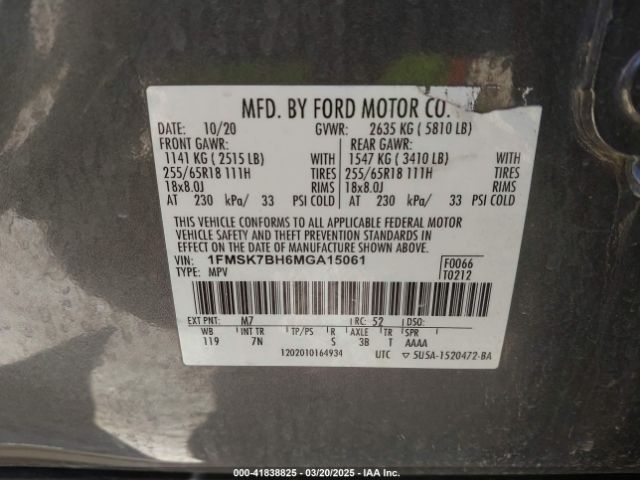 MFD. BY FORD MOTOR CO.
DATE: 10/20 GVWR: 2635 KG ( 5810 LB)
FRONT GAWR: REAR GAWR:
1141 KG ( 2515 LB) WITH 1547 KG ( 3410 LB) WITH
255/65R18 111H TIRES 255/65R18 111H TIRES
18x8.0J RIMS 18x8.0J RIMS
AT 230 kPa/ 33 PSI COLD AT 230 kPa/ 33 PSI COLD
THIS VEHICLE CONFORMS TO ALL APPLICABLE FEDERAL MOTOR
VEHICLE SAFETY AND THEFT PREVENTION STANDARDS IN
EFFECT ON THE DATE OF MANUFACTURE SHOWN ABOVE.
VIN: 1FMSK7BH6MGA15061 F0066
TYPE: MPV T0212
EXT PNT: M7 RC: 52 DSO:
WB INT TR TP/PS R AXLE TR SPR
119 7N S 3B T AAAA
1202010164934 UTC ▽ 5USA-1520472-BA
000-41838825 - 03/20/2025 - IAA Inc.